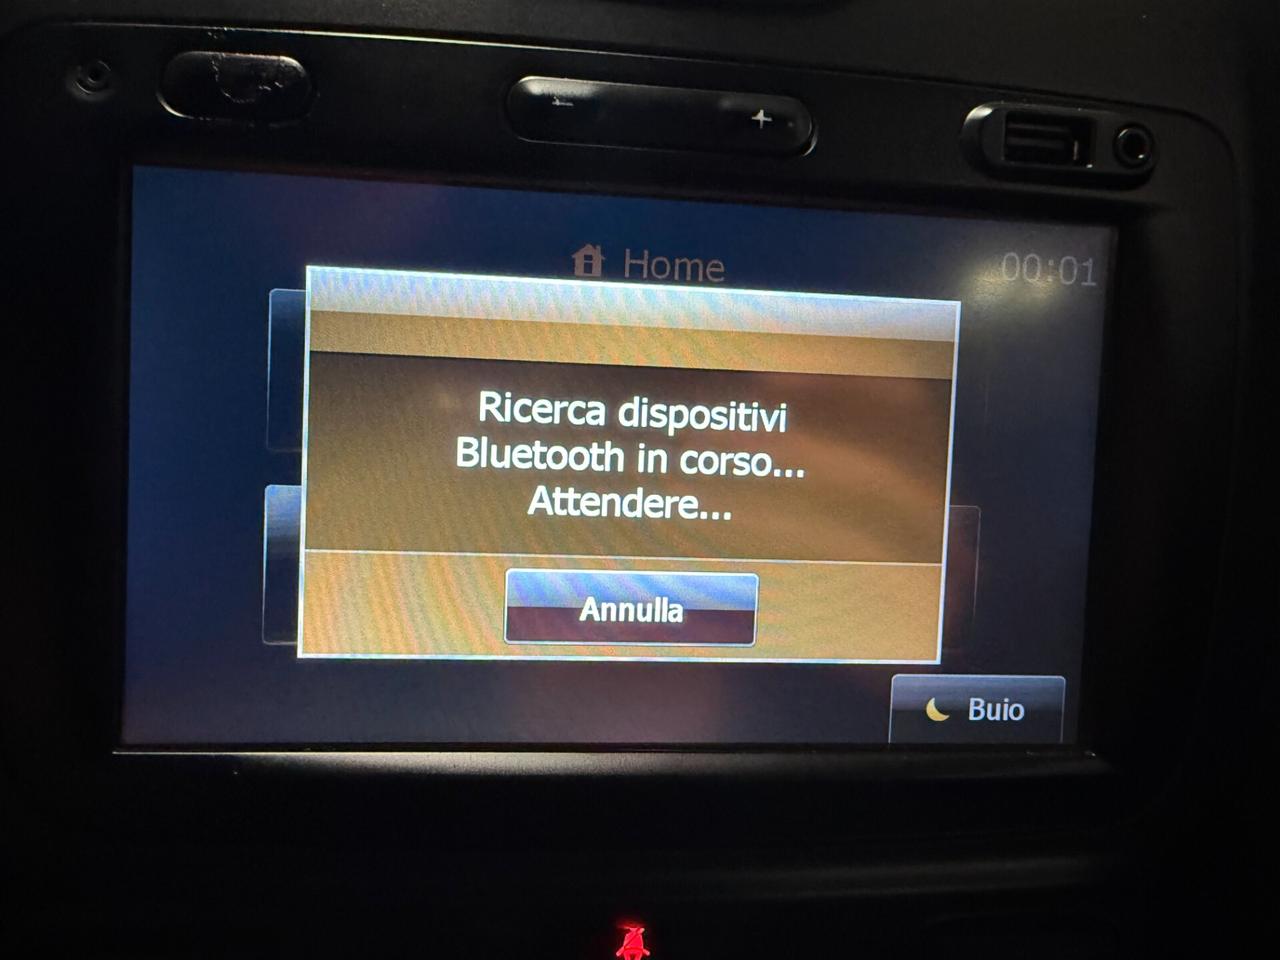 - +
Home
00:01
Ricerca dispositivi
Bluetooth in corso...
Attendere...
Annulla
Buio